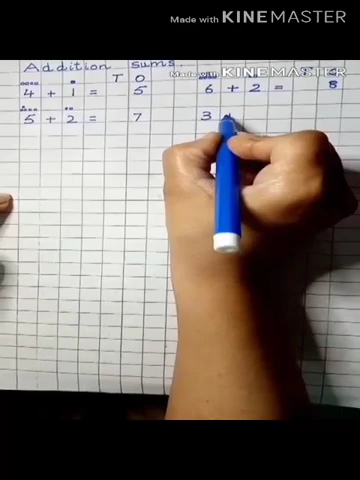 Made with KINEMASTER
Addition sums.
Made with KINEMASTER
T O
4 + 1 = 5
6 + 2 = 8
5 + 2 = 7
3